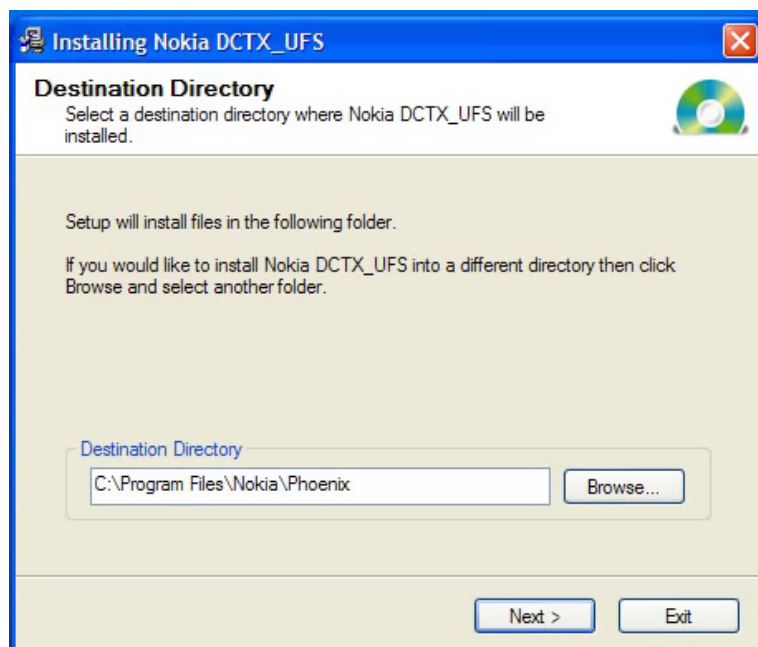 Installing Nokia DCTX_UFS
Destination Directory
Select a destination directory where Nokia DCTX_UFS will be
installed.
Setup will install files in the following folder.
If you would like to install Nokia DCTX_UFS into a different directory then click
Browse and select another folder.
Destination Directory
C:\Program Files\Nokia\Phoenix
Browse...
Next >
Exit